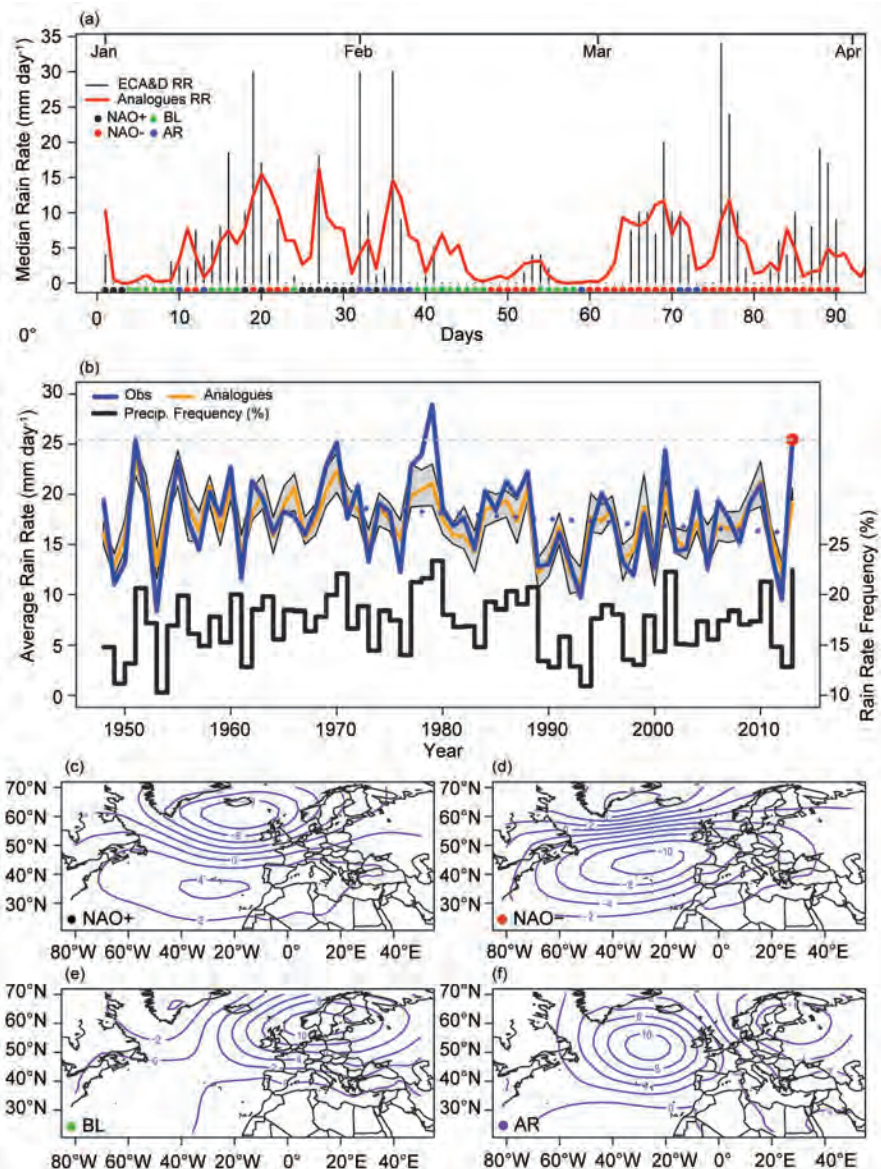 (a)
Jan Feb Mar Apr
Median Rain Rate (mm day⁻¹)
35
30
25
20
15
10
5
0
ECA&D RR
Analogues RR
NAO+ BL
NAO- AR
0 10 20 30 40 50 60 70 80 90
Days
0°
(b)
Average Rain Rate (mm day⁻¹)
30
25
20
15
10
5
0
Obs Analogues
Precip. Frequency (%)
25
20
15
10
Rain Rate Frequency (%)
1950 1960 1970 1980 1990 2000 2010
Year
(c)
70°N
60°N
50°N
40°N
30°N
NAO+
80°W 60°W 40°W 20°W 0° 20°E 40°E
(d)
70°N
60°N
50°N
40°N
30°N
-10
NAO=
80°W 60°W 40°W 20°W 0° 20°E 40°E
(e)
70°N
60°N
50°N
40°N
30°N
10
BL
80°W 60°W 40°W 20°W 0° 20°E 40°E
(f)
70°N
60°N
50°N
40°N
30°N
8
10
AR
80°W 60°W 40°W 20°W 0° 20°E 40°E